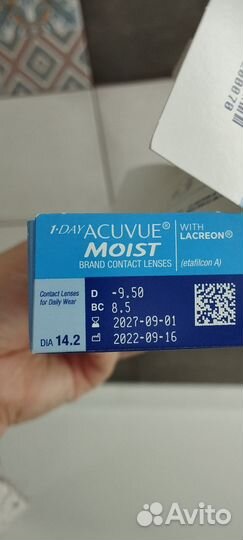 1·DAY ACUVUE® MOIST
BRAND CONTACT LENSES
WITH LACREON®
(etafilcon A)
Contact Lenses
for Daily Wear
D -9.50
BC 8.5
2027-09-01
2022-09-16
DIA 14.2
Avito